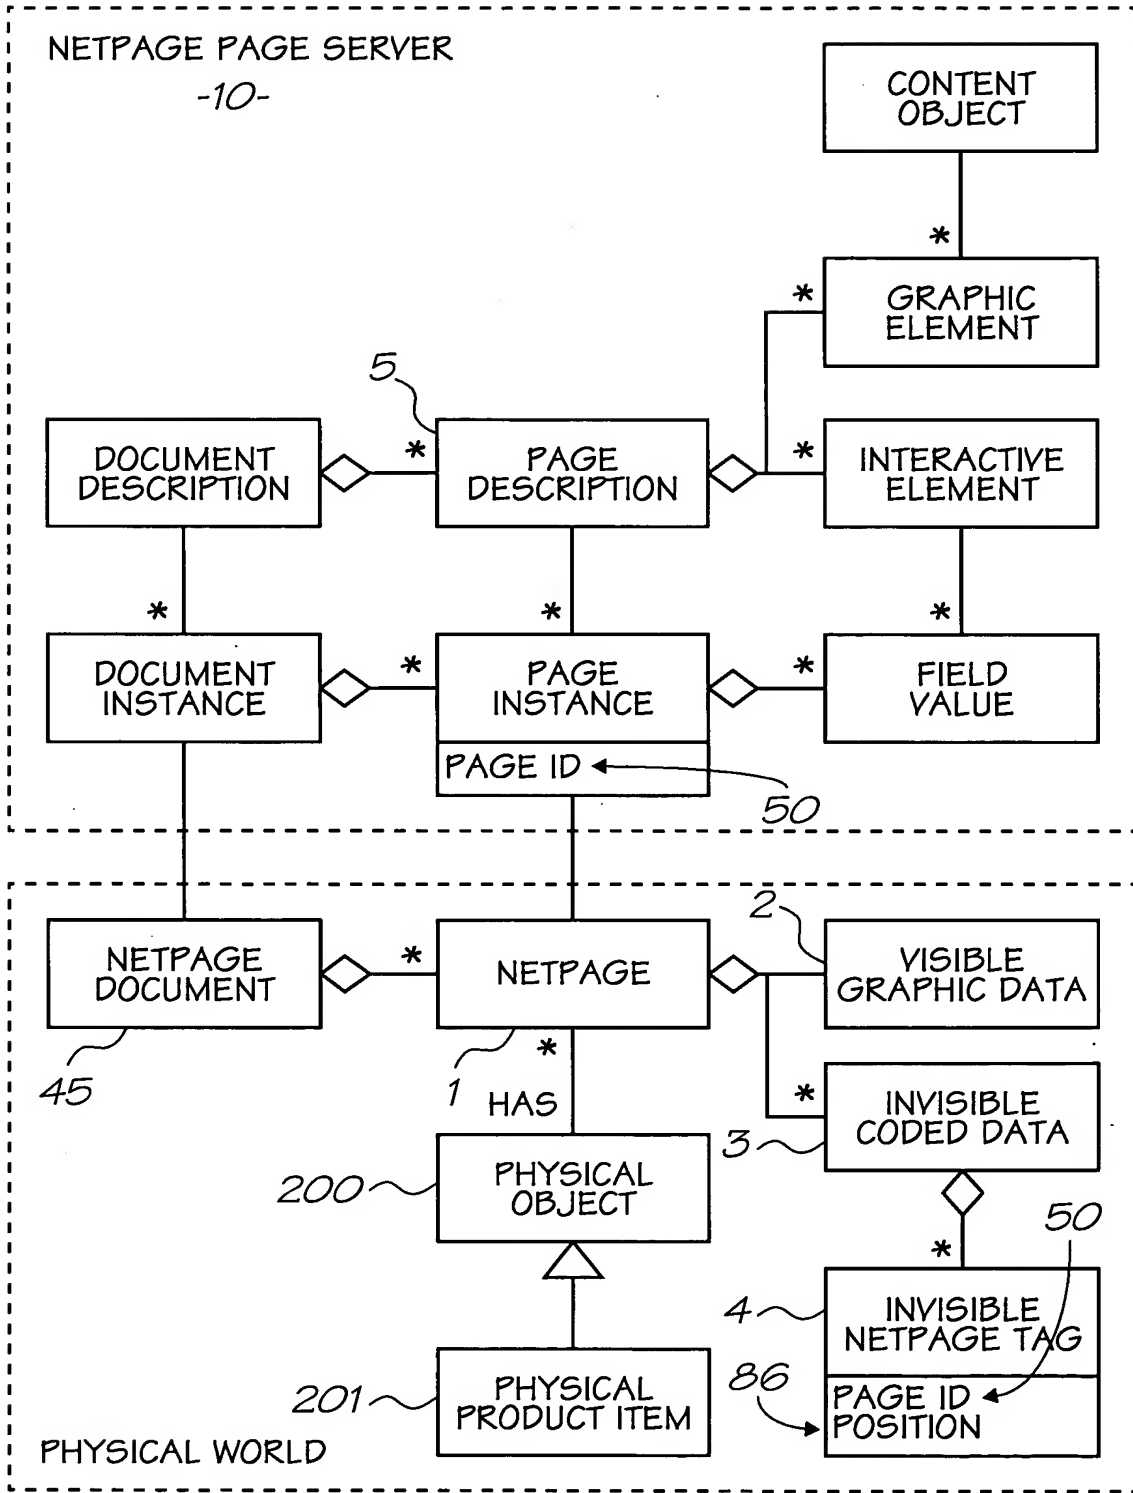 NETPAGE PAGE SERVER
-10-
CONTENT
OBJECT
*
*
GRAPHIC
ELEMENT
5
DOCUMENT
DESCRIPTION
*
PAGE
DESCRIPTION
*
INTERACTIVE
ELEMENT
*
*
*
DOCUMENT
INSTANCE
*
PAGE
INSTANCE
*
FIELD
VALUE
PAGE ID
50
2
NETPAGE
DOCUMENT
*
NETPAGE
VISIBLE
GRAPHIC DATA
45
1
*
HAS
*
INVISIBLE
CODED DATA
3
200
PHYSICAL
OBJECT
50
*
4
INVISIBLE
NETPAGE TAG
86
PAGE ID
POSITION
201
PHYSICAL
PRODUCT ITEM
PHYSICAL WORLD